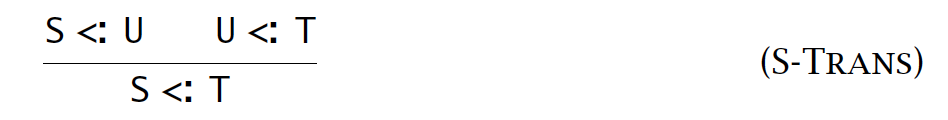 S <: U U <: T
S <: T
(S-TRANS)